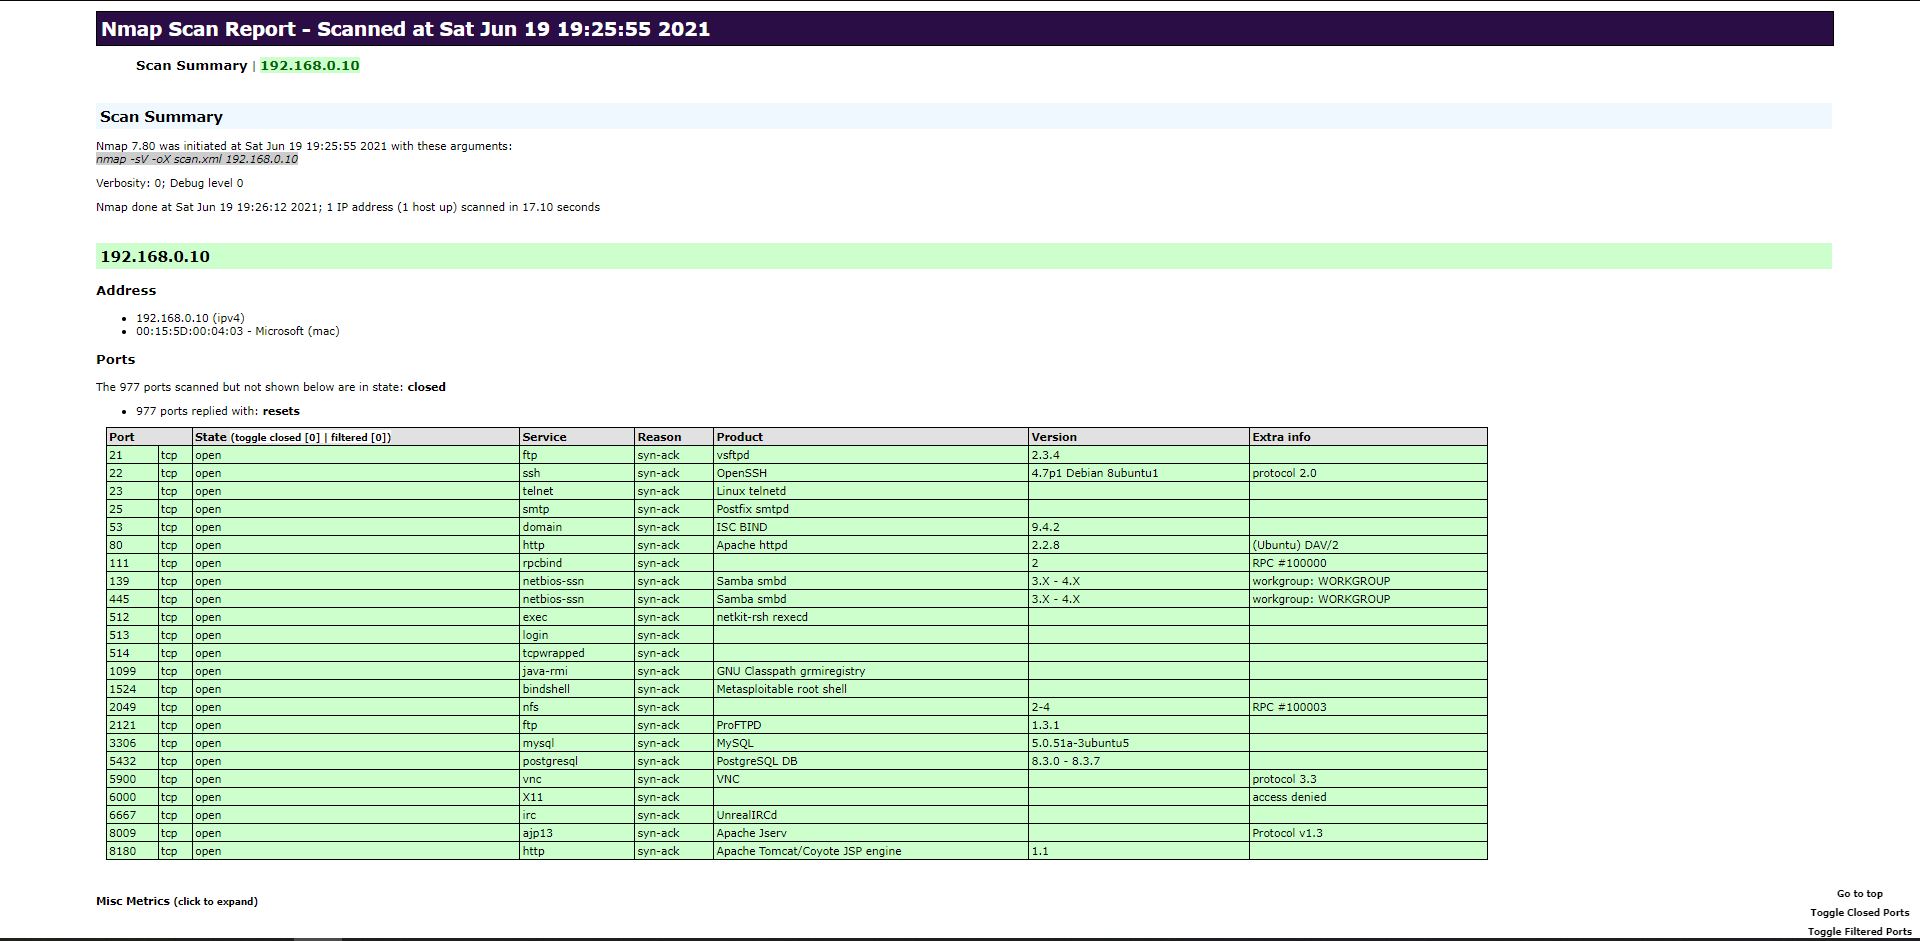 Nmap Scan Report - Scanned at Sat Jun 19 19:25:55 2021
Scan Summary | 192.168.0.10
Scan Summary
Nmap 7.80 was initiated at Sat Jun 19 19:25:55 2021 with these arguments:
nmap -sV -oX scan.xml 192.168.0.10
Verbosity: 0; Debug level 0
Nmap done at Sat Jun 19 19:26:12 2021; 1 IP address (1 host up) scanned in 17.10 seconds
192.168.0.10
Address
• 192.168.0.10 (ipv4)
• 00:15:5D:00:04:03 - Microsoft (mac)
Ports
The 977 ports scanned but not shown below are in state: closed
• 977 ports replied with: resets
Port State (toggle closed [0] | filtered [0]) Service Reason Product Version Extra info
21 tcp open ftp syn-ack vsftpd 2.3.4
22 tcp open ssh syn-ack OpenSSH 4.7p1 Debian 8ubuntu1 protocol 2.0
23 tcp open telnet syn-ack Linux telnetd
25 tcp open smtp syn-ack Postfix smtpd
53 tcp open domain syn-ack ISC BIND 9.4.2
80 tcp open http syn-ack Apache httpd 2.2.8 (Ubuntu) DAV/2
111 tcp open rpcbind syn-ack 2 RPC #100000
139 tcp open netbios-ssn syn-ack Samba smbd 3.X - 4.X workgroup: WORKGROUP
445 tcp open netbios-ssn syn-ack Samba smbd 3.X - 4.X workgroup: WORKGROUP
512 tcp open exec syn-ack netkit-rsh rexecd
513 tcp open login syn-ack
514 tcp open tcpwrapped syn-ack
1099 tcp open java-rmi syn-ack GNU Classpath grmiregistry
1524 tcp open bindshell syn-ack Metasploitable root shell
2049 tcp open nfs syn-ack 2-4 RPC #100003
2121 tcp open ftp syn-ack ProFTPD 1.3.1
3306 tcp open mysql syn-ack MySQL 5.0.51a-3ubuntu5
5432 tcp open postgresql syn-ack PostgreSQL DB 8.3.0 - 8.3.7
5900 tcp open vnc syn-ack VNC protocol 3.3
6000 tcp open X11 syn-ack access denied
6667 tcp open irc syn-ack UnrealIRCd
8009 tcp open ajp13 syn-ack Apache Jserv Protocol v1.3
8180 tcp open http syn-ack Apache Tomcat/Coyote JSP engine 1.1
Misc Metrics (click to expand)
Go to top
Toggle Closed Ports
Toggle Filtered Ports